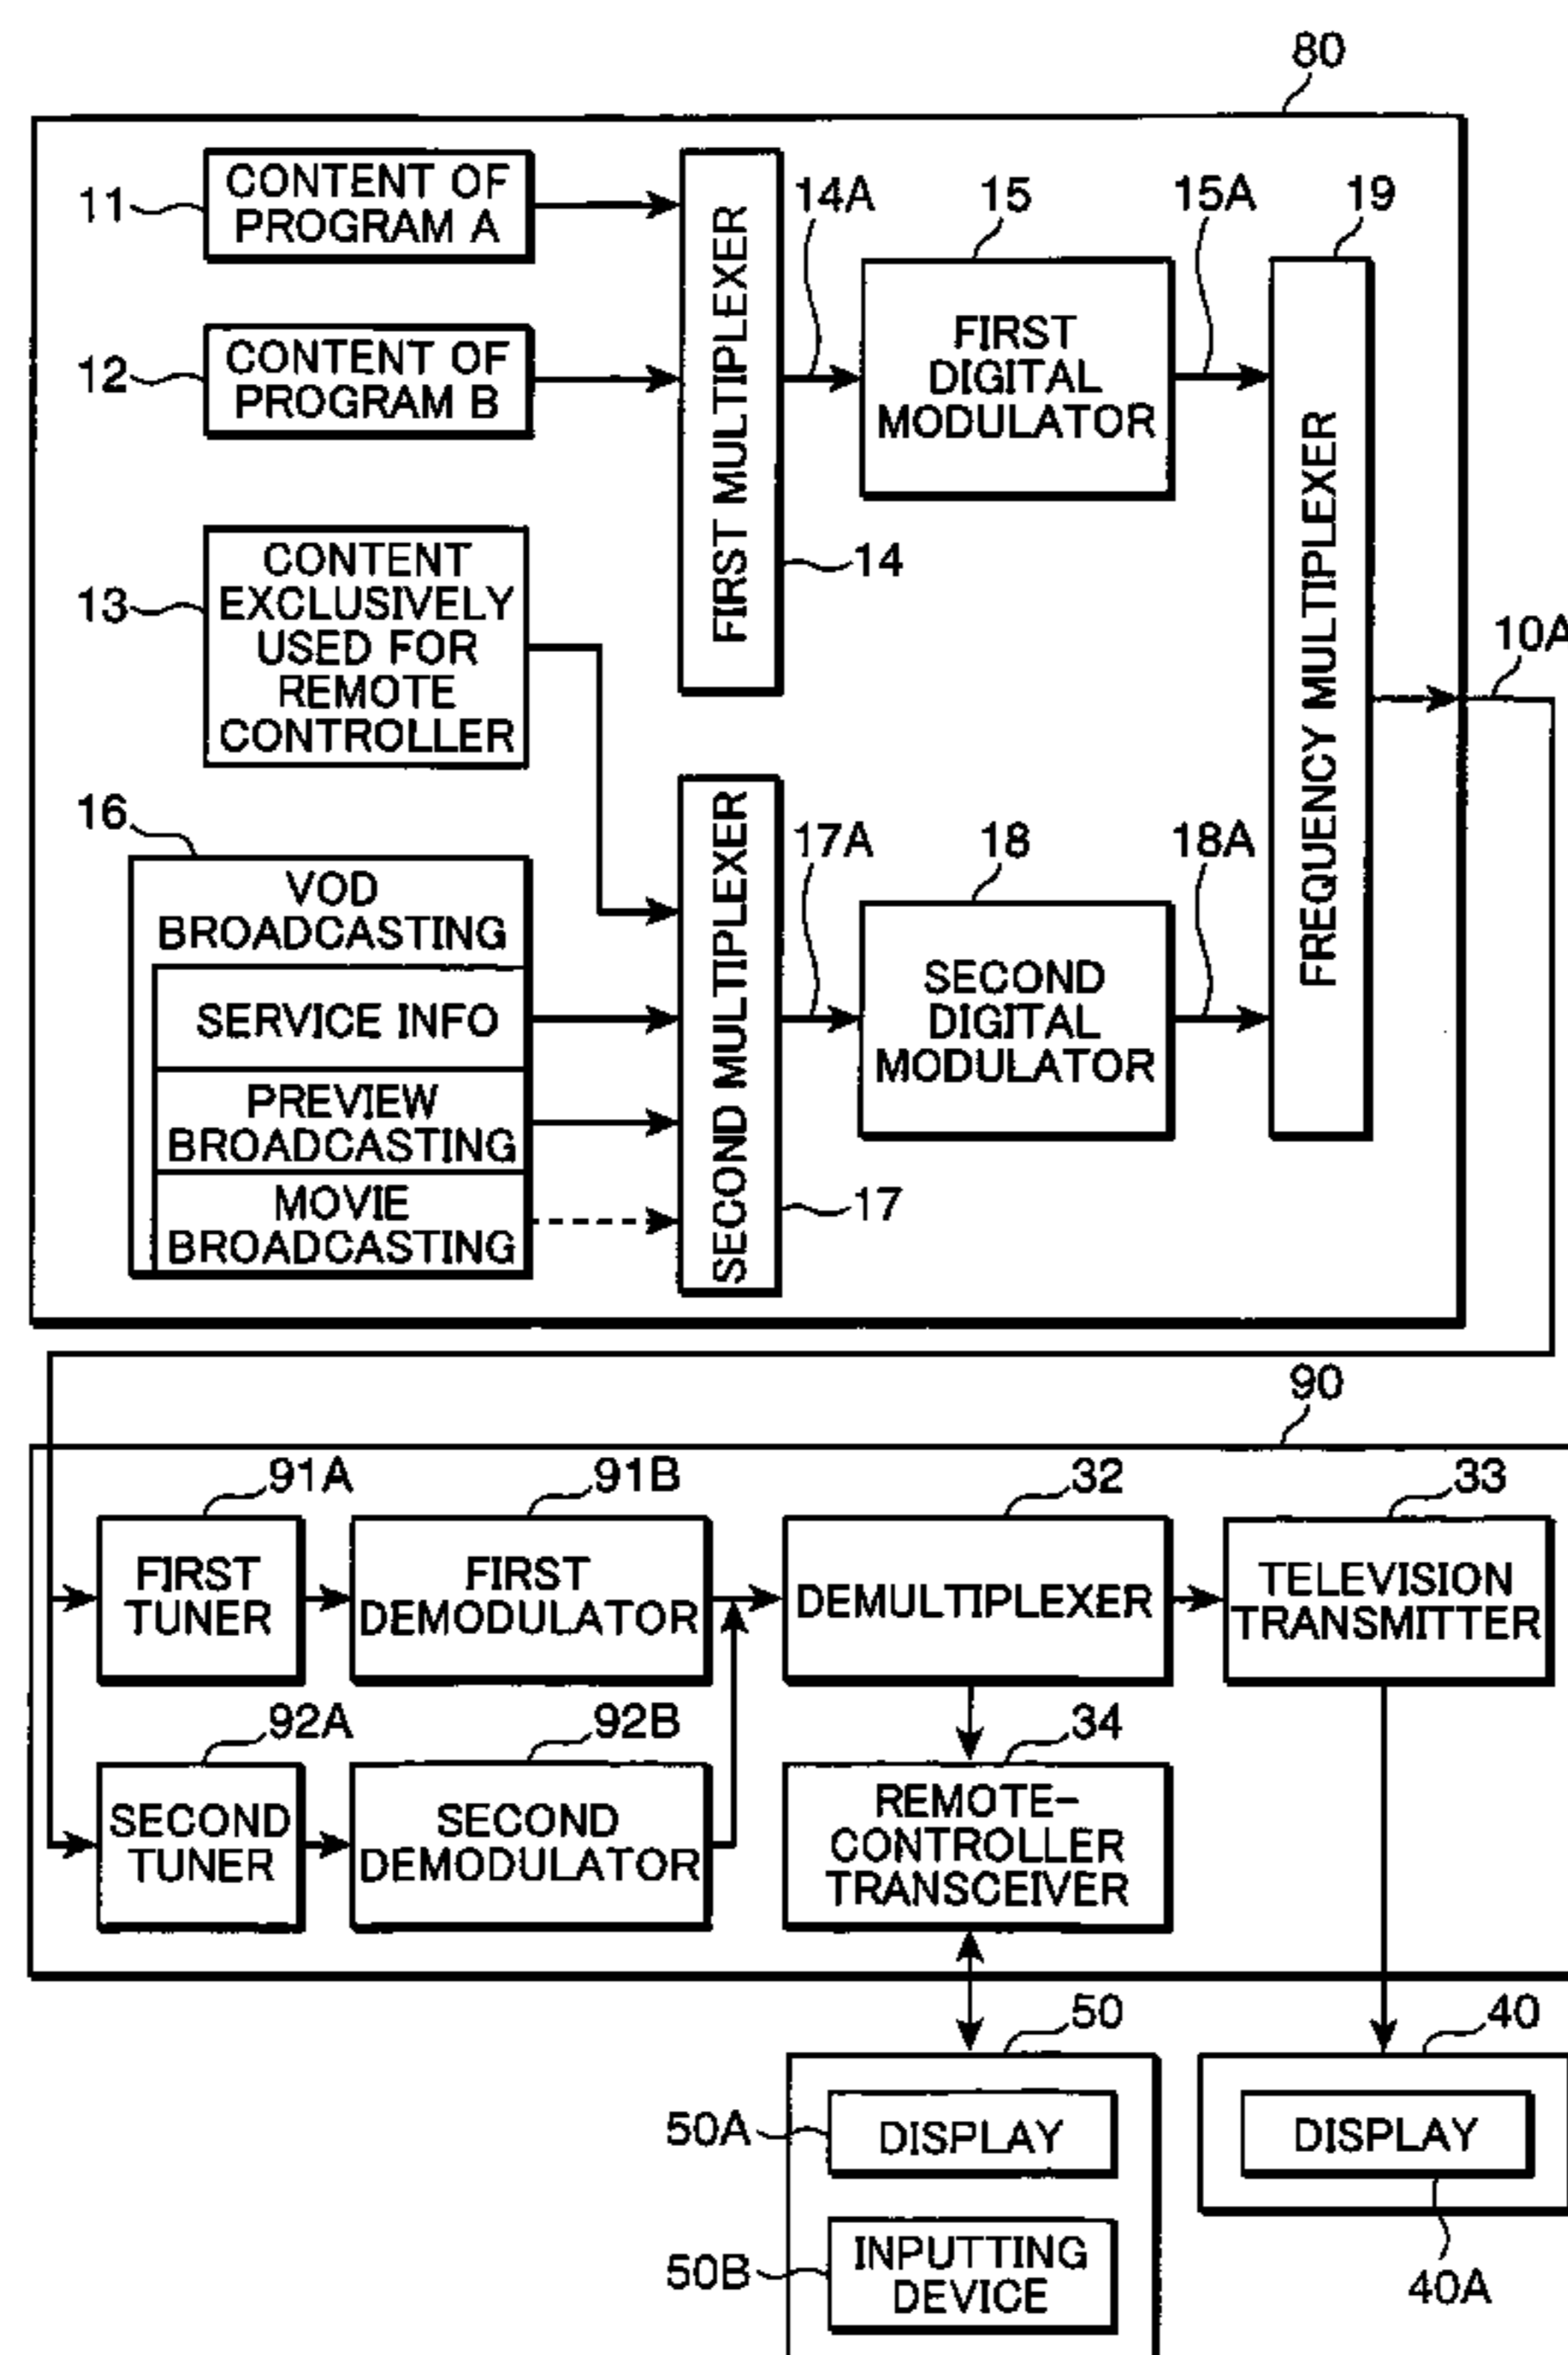 80
11
CONTENT OF
PROGRAM A
12
CONTENT OF
PROGRAM B
13
CONTENT
EXCLUSIVELY
USED FOR
REMOTE
CONTROLLER
16
VOD
BROADCASTING
SERVICE INFO
PREVIEW
BROADCASTING
MOVIE
BROADCASTING
FIRST MULTIPLEXER
14
SECOND MULTIPLEXER
17
14A
15
FIRST
DIGITAL
MODULATOR
15A
17A
18
SECOND
DIGITAL
MODULATOR
18A
19
FREQUENCY MULTIPLEXER
10A
90
91A
FIRST
TUNER
91B
FIRST
DEMODULATOR
32
DEMULTIPLEXER
33
TELEVISION
TRANSMITTER
92A
SECOND
TUNER
92B
SECOND
DEMODULATOR
34
REMOTE-
CONTROLLER
TRANSCEIVER
50
50A
DISPLAY
50B
INPUTTING
DEVICE
40
DISPLAY
40A